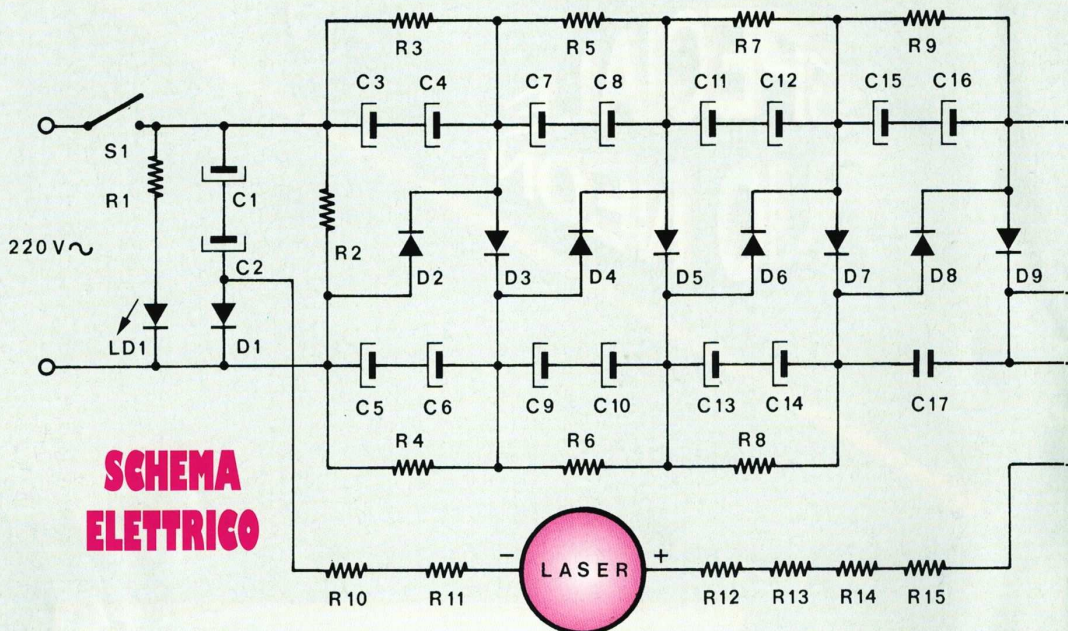 R3 R5 R7 R9
C3 C4 C7 C8 C11 C12 C15 C16
S1
R1 C1
220 V~ R2
C2 D2 D3 D4 D5 D6 D7 D8 D9
LD1 D1
C5 C6 C9 C10 C13 C14 C17
R4 R6 R8
SCHEMA
ELETTRICO
- LASER +
R10 R11 R12 R13 R14 R15